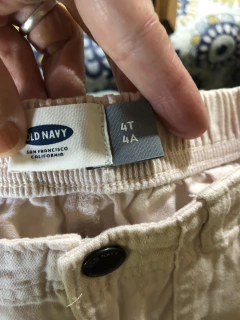 OLD NAVY
SAN FRANCISCO
CALIFORNIA
4T
4A